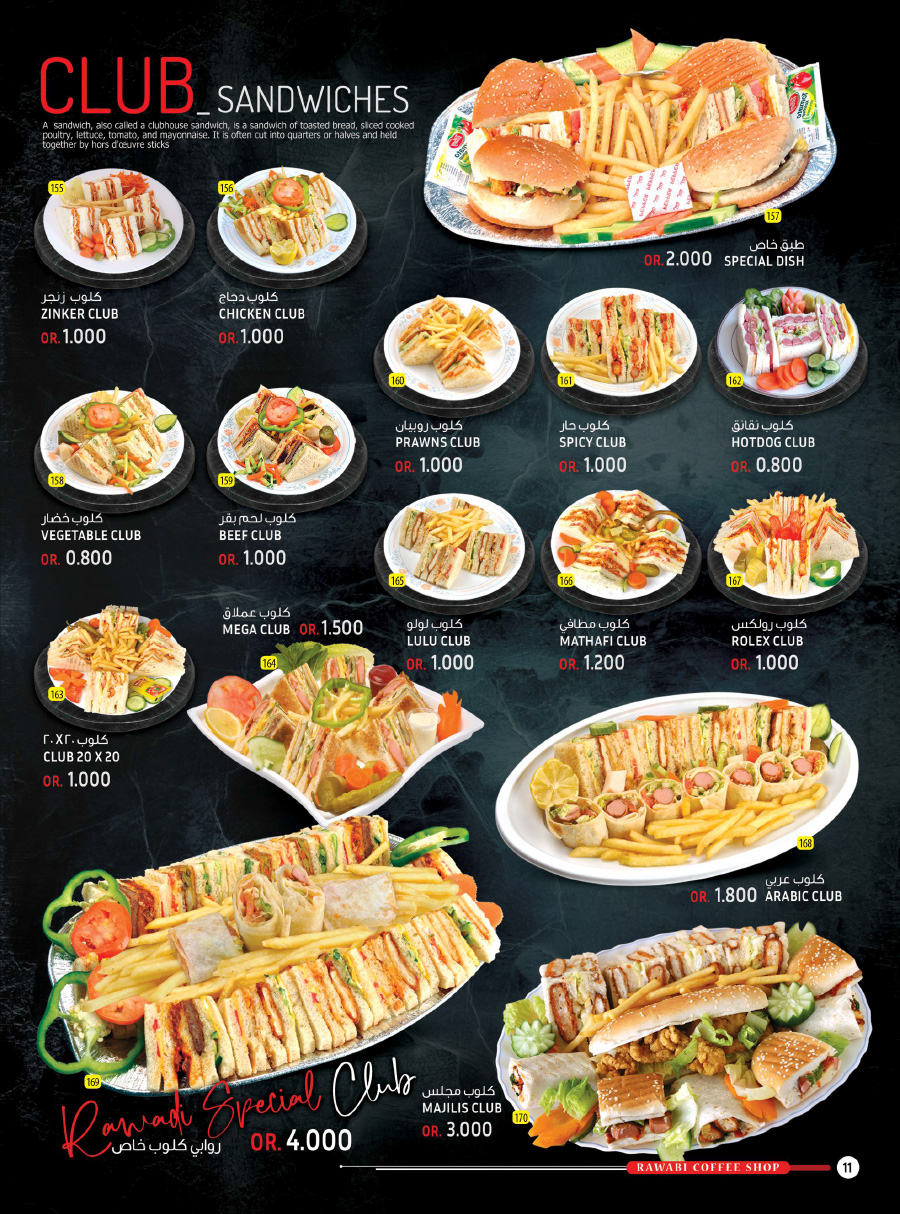 CLUB_SANDWICHES
A sandwich, also called a clubhouse sandwich, is a sandwich of toasted bread, sliced cooked
poultry, lettuce, tomato, and mayonnaise. It is often cut into quarters or halves and held
together by hors d'œuvre sticks
157
طبق خاص
OR. 2.000 SPECIAL DISH
155
كلوب زنجر
ZINKER CLUB
OR. 1.000
156
كلوب دجاج
CHICKEN CLUB
OR. 1.000
160
كلوب روبيان
PRAWNS CLUB
OR. 1.000
161
كلوب حار
SPICY CLUB
OR. 1.000
162
كلوب نقانق
HOTDOG CLUB
OR. 0.800
158
كلوب خضار
VEGETABLE CLUB
OR. 0.800
159
كلوب لحم بقر
BEEF CLUB
OR. 1.000
165
كلوب لولو
LULU CLUB
OR. 1.000
166
كلوب مطافي
MATHAFI CLUB
OR. 1.200
167
كلوب رولكس
ROLEX CLUB
OR. 1.000
163
كلوب ٢٠X٢٠
CLUB 20 X 20
OR. 1.000
كلوب عملاق
MEGA CLUB OR. 1.500
164
168
كلوب عربي
OR. 1.800 ARABIC CLUB
169
Rawadi Special Club
روابي كلوب خاص
OR. 4.000
كلوب مجلس
MAJILIS CLUB
OR. 3.000
170
RAWABI COFFEE SHOP
11